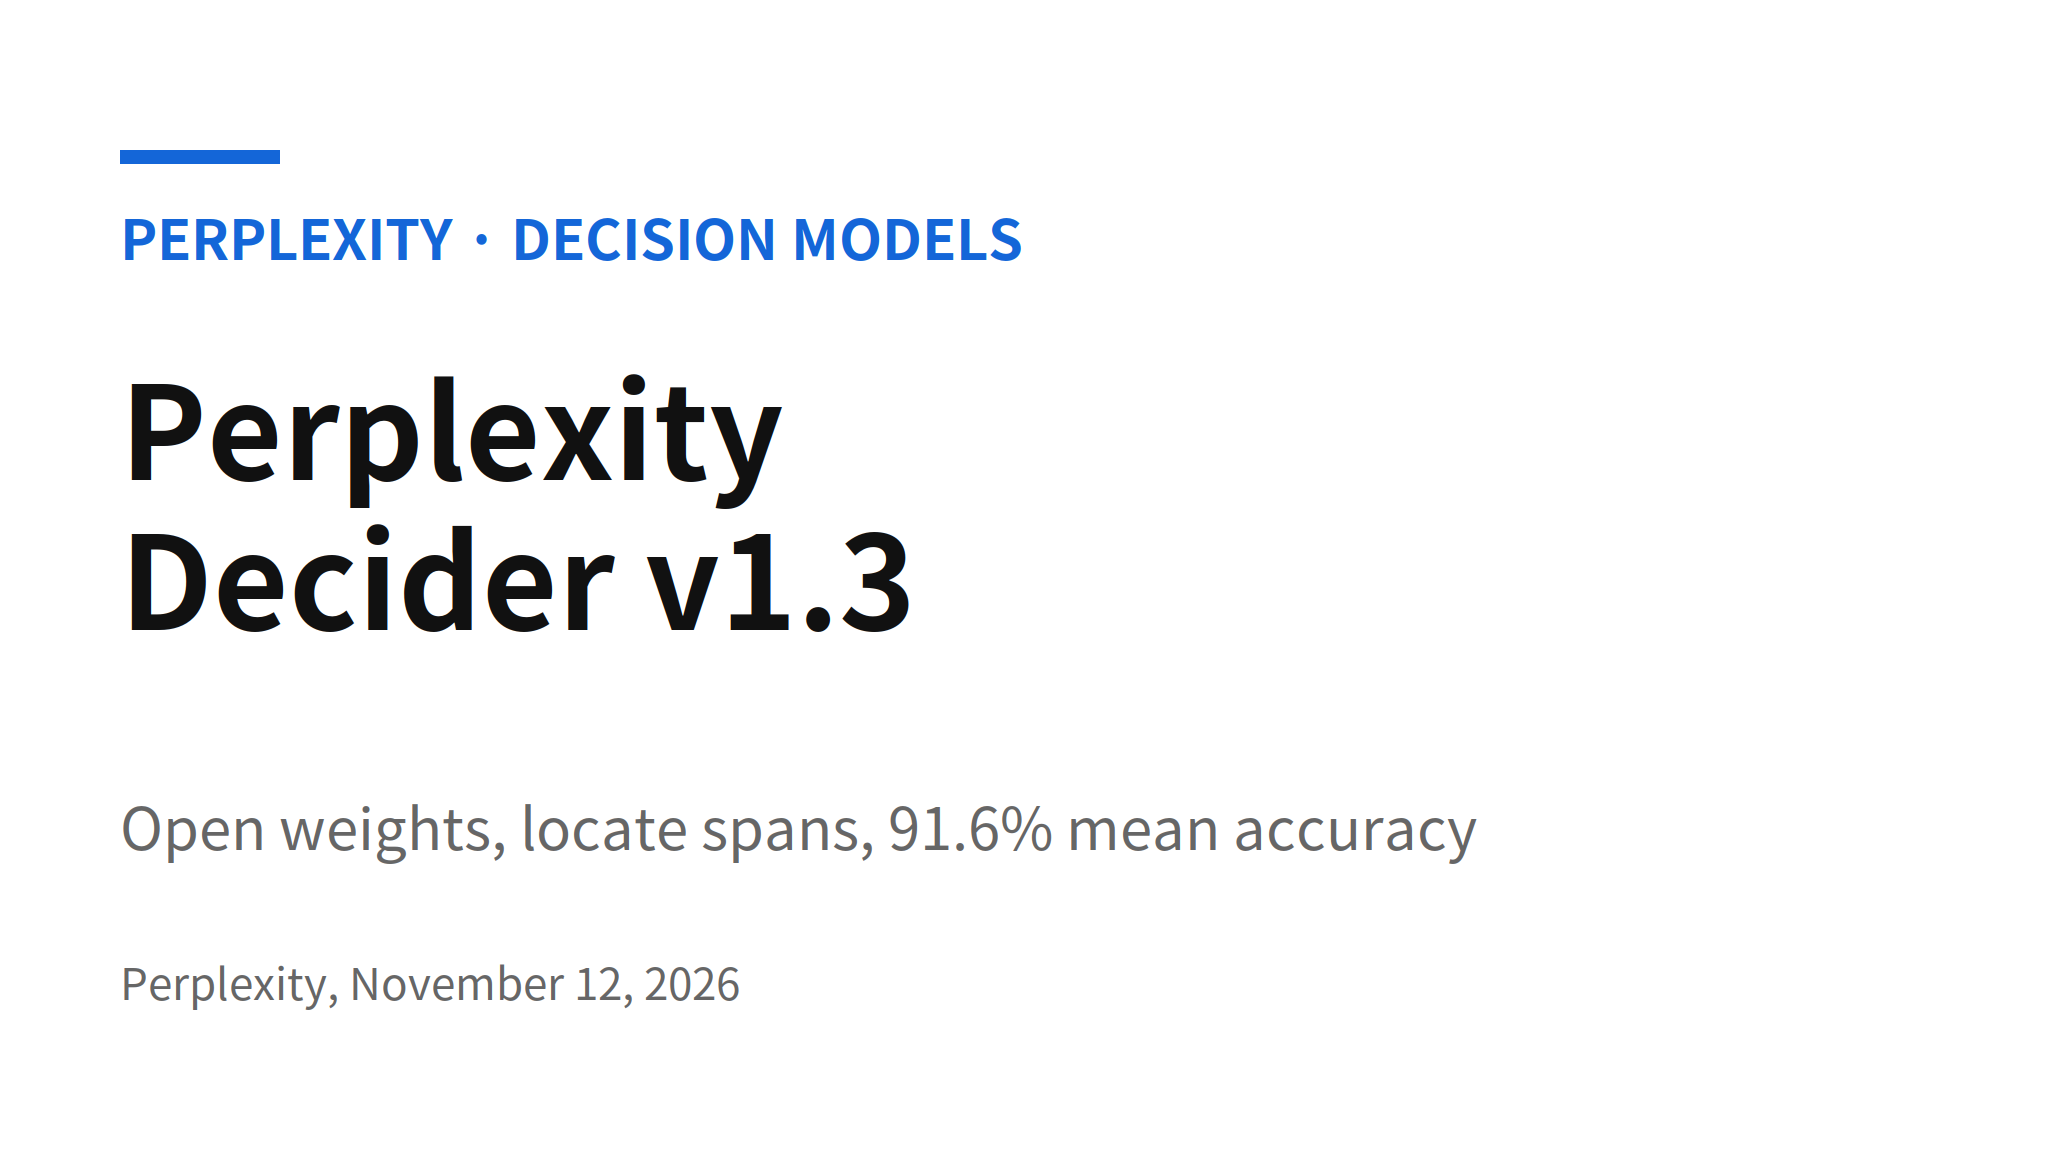 PERPLEXITY · DECISION MODELS
Perplexity
Decider v1.3
Open weights, locate spans, 91.6% mean accuracy
Perplexity, November 12, 2026